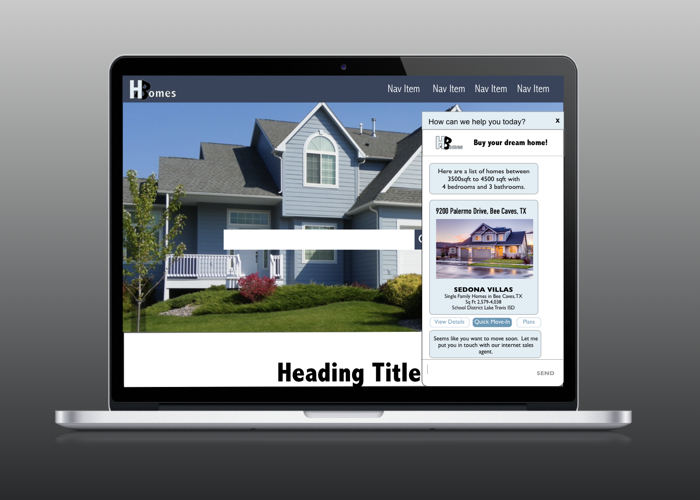 HBomes
Nav Item Nav Item Nav Item Nav Item
How can we help you today? x
Buy your dream home!
Here are a list of homes between
3500sqft to 4500 sqft with
4 bedrooms and 3 bathrooms.
9200 Palermo Drive, Bee Caves, TX
SEDONA VILLAS
Single Family Homes in Bee Caves,TX
Sq Ft 2,579-4,038
School District Lake Travis ISD
View Details Quick Move-In Plans
Seems like you want to move soon. Let me
put you in touch with our internet sales
agent.
SEND
Heading Title